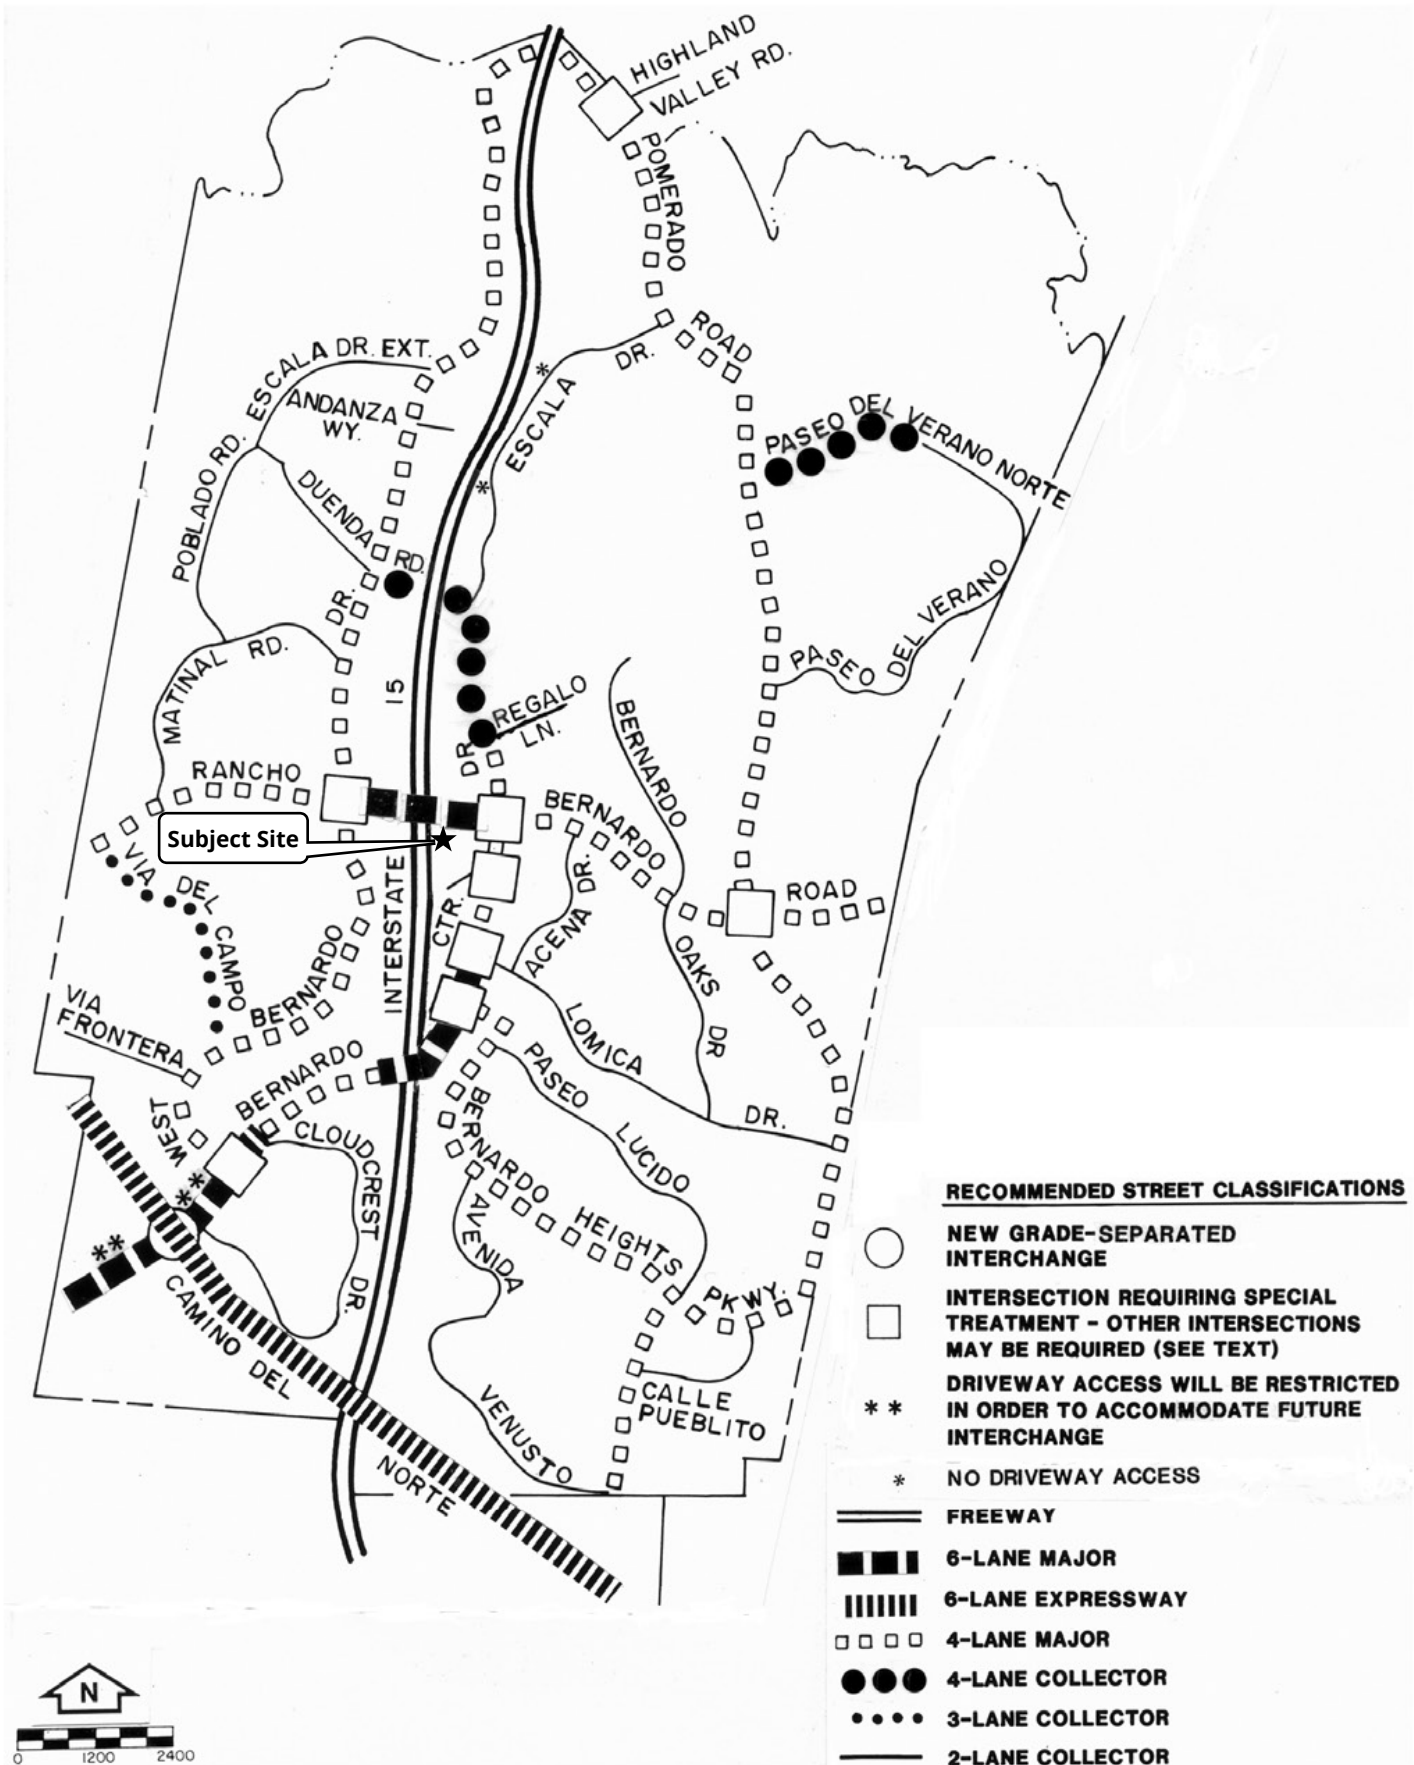 HIGHLAND
VALLEY RD.
POMERADO
ROAD
ESCALA DR. EXT.
ANDANZA
WY.
ESCALA
DR.
POBLADO RD.
DUENDA
RD.
DR.
PASEO DEL VERANO NORTE
PASEO DEL VERANO
MATINAL RD.
15
REGALO
LN.
DR
RANCHO
BERNARDO
ROAD
Subject Site
BERNARDO
OAKS
DR
VIA DEL CAMPO
INTERSTATE
CTR.
ACENA DR.
VIA
FRONTERA
BERNARDO
WEST
BERNARDO
CLOUDCREST
DR.
LOMICA
DR.
PASEO
LUCIDO
BERNARDO
HEIGHTS
PKWY.
AVENIDA
VENUSTO
CALLE
PUEBLITO
CAMINO DEL
NORTE
RECOMMENDED STREET CLASSIFICATIONS
NEW GRADE-SEPARATED
INTERCHANGE
INTERSECTION REQUIRING SPECIAL
TREATMENT - OTHER INTERSECTIONS
MAY BE REQUIRED (SEE TEXT)
* * DRIVEWAY ACCESS WILL BE RESTRICTED
IN ORDER TO ACCOMMODATE FUTURE
INTERCHANGE
* NO DRIVEWAY ACCESS
FREEWAY
6-LANE MAJOR
6-LANE EXPRESSWAY
4-LANE MAJOR
4-LANE COLLECTOR
3-LANE COLLECTOR
2-LANE COLLECTOR
N
0 1200 2400